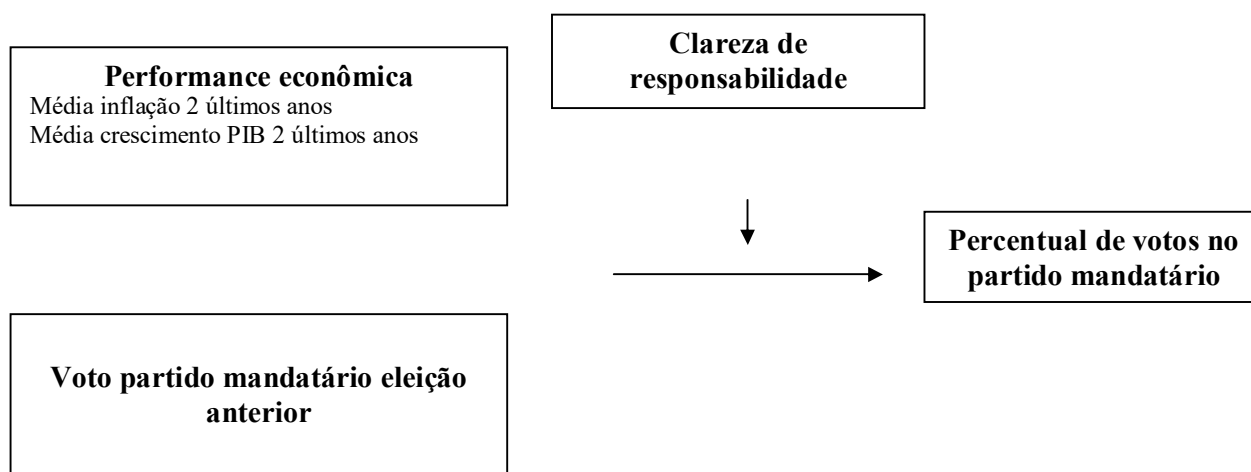 Performance econômica
Média inflação 2 últimos anos
Média crescimento PIB 2 últimos anos
Clareza de
responsabilidade
Percentual de votos no
partido mandatário
Voto partido mandatário eleição
anterior